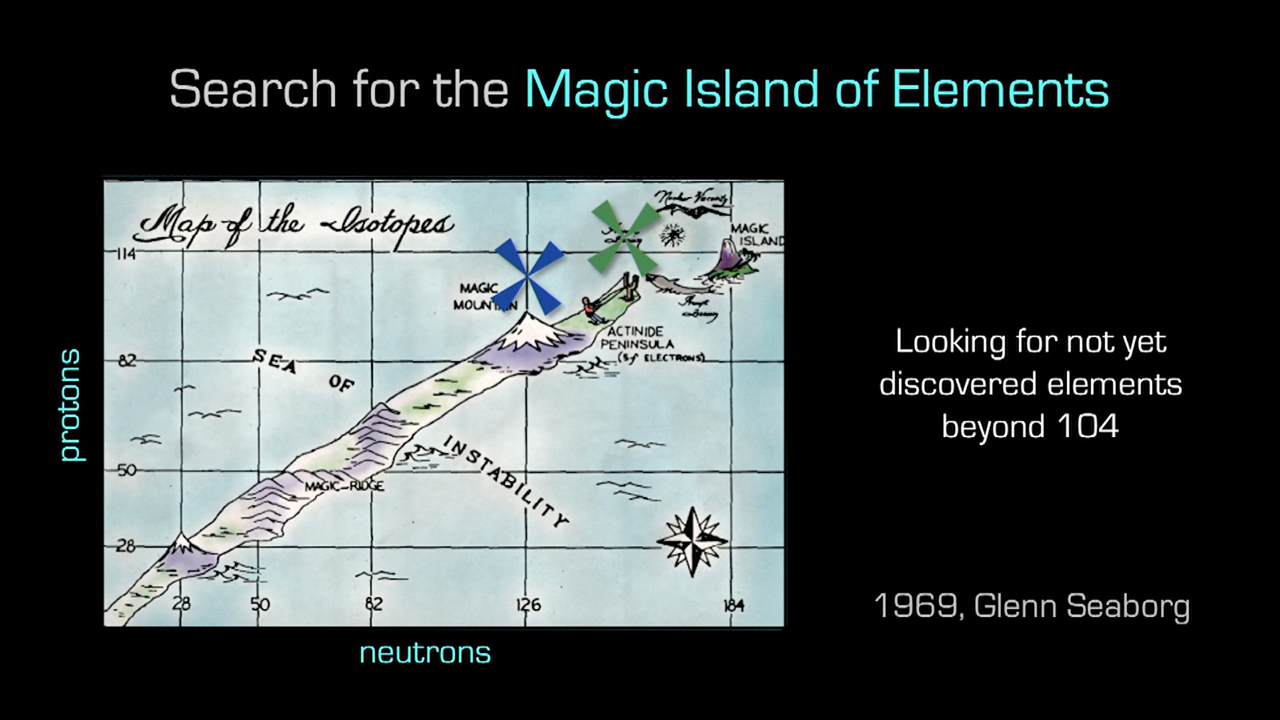 Search for the Magic Island of Elements
Map of the Isotopes
MAGIC
ISLAND
114
MAGIC
ACTINIDE
PENINSULA
(5f ELECTRONS)
82
SEA OF
Looking for not yet
discovered elements
beyond 104
protons
INSTABILITY
50
MAGIC-RIDGE
28
28 50 82 126 184
1969, Glenn Seaborg
neutrons